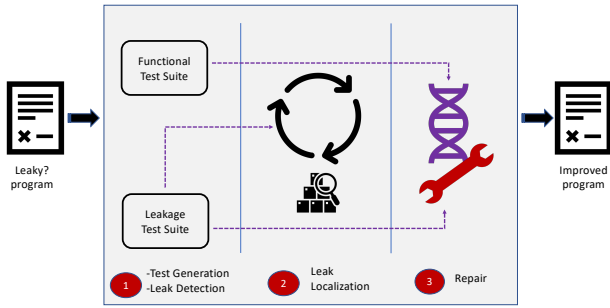 Functional
Test Suite
Leaky?
program
Improved
program
Leakage
Test Suite
1
-Test Generation
-Leak Detection
2
Leak
Localization
3
Repair